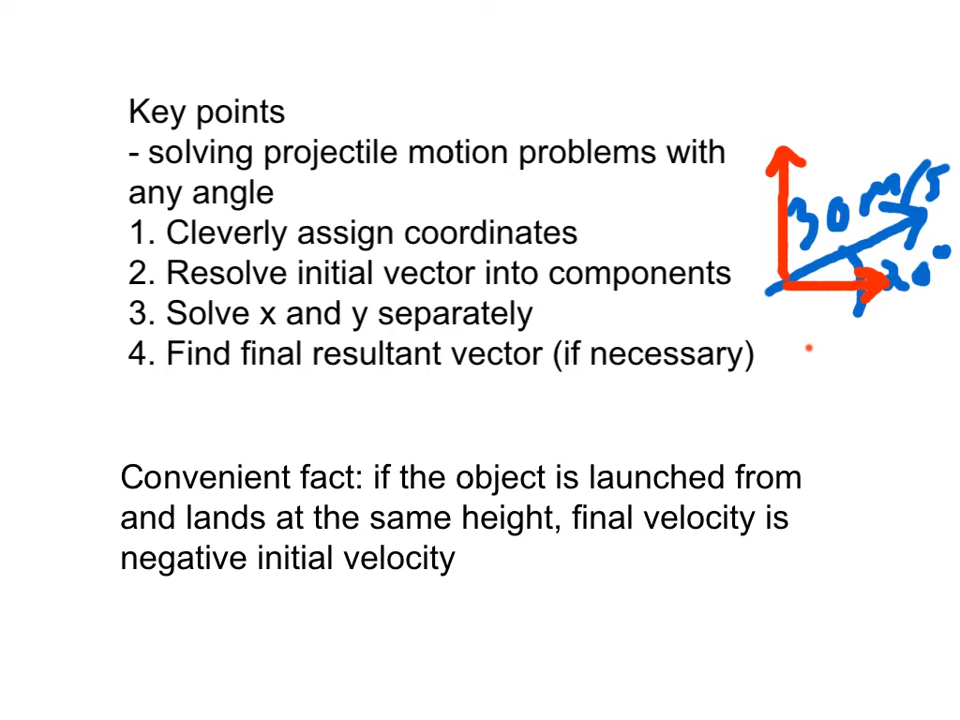 Key points
- solving projectile motion problems with
any angle
1. Cleverly assign coordinates
2. Resolve initial vector into components
3. Solve x and y separately
4. Find final resultant vector (if necessary)
30 m/s
20°
Convenient fact: if the object is launched from
and lands at the same height, final velocity is
negative initial velocity